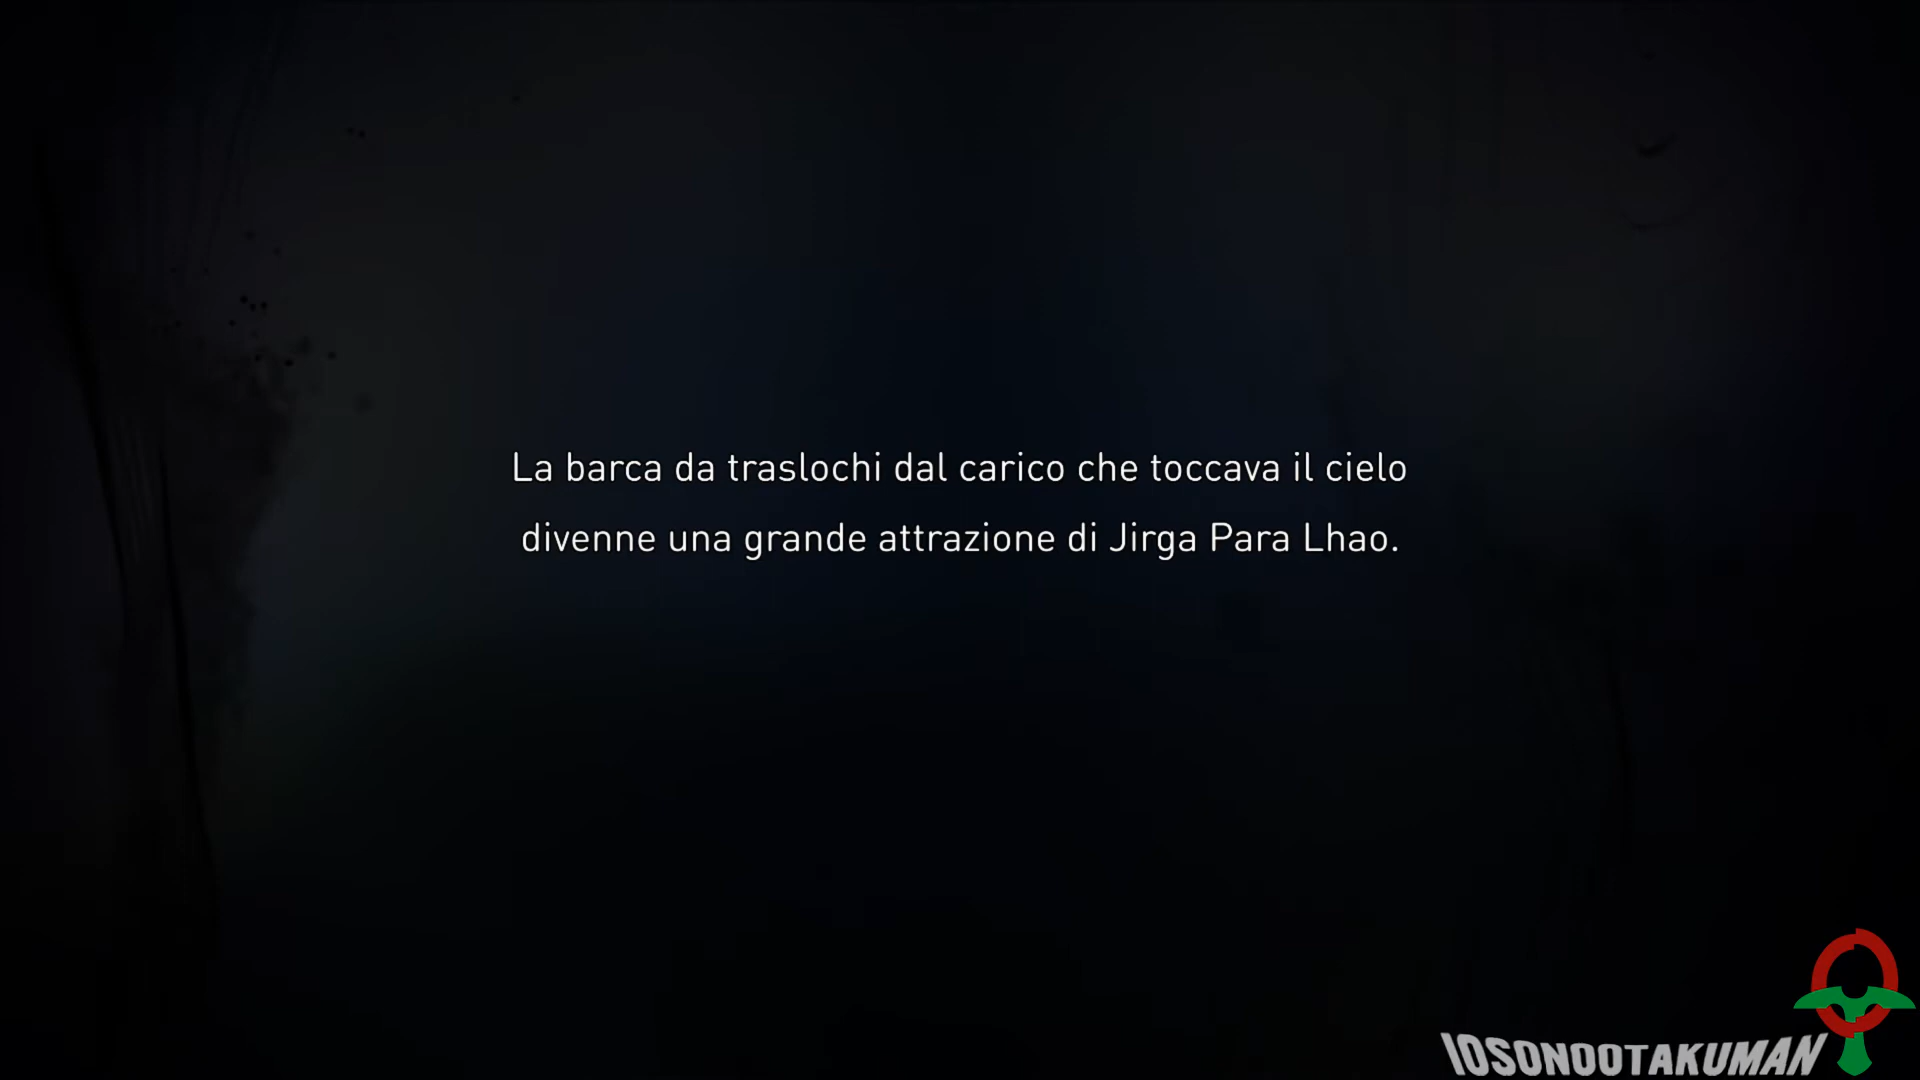 La barca da traslochi dal carico che toccava il cielo
divenne una grande attrazione di Jirga Para Lhao.
IOSONOOTAKUMAN